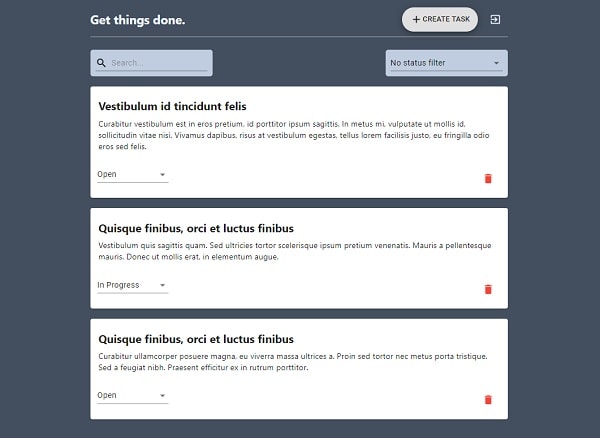 Get things done.
+ CREATE TASK
Search...
No status filter
Vestibulum id tincidunt felis
Curabitur vestibulum est in eros pretium, id porttitor ipsum sagittis. In metus mi, vulputate ut mollis id,
sollicitudin vitae nisi. Vivamus dapibus, risus at vestibulum egestas, tellus lorem facilisis justo, eu fringilla odio
eros sed felis.
Open
Quisque finibus, orci et luctus finibus
Vestibulum quis sagittis quam. Sed ultricies tortor scelerisque ipsum pretium venenatis. Mauris a pellentesque
mauris. Donec ut mollis erat, in elementum augue.
In Progress
Quisque finibus, orci et luctus finibus
Curabitur ullamcorper posuere magna, eu viverra massa ultrices a. Proin sed tortor nec metus porta tristique.
Sed a feugiat nibh. Praesent efficitur ex in rutrum porttitor.
Open